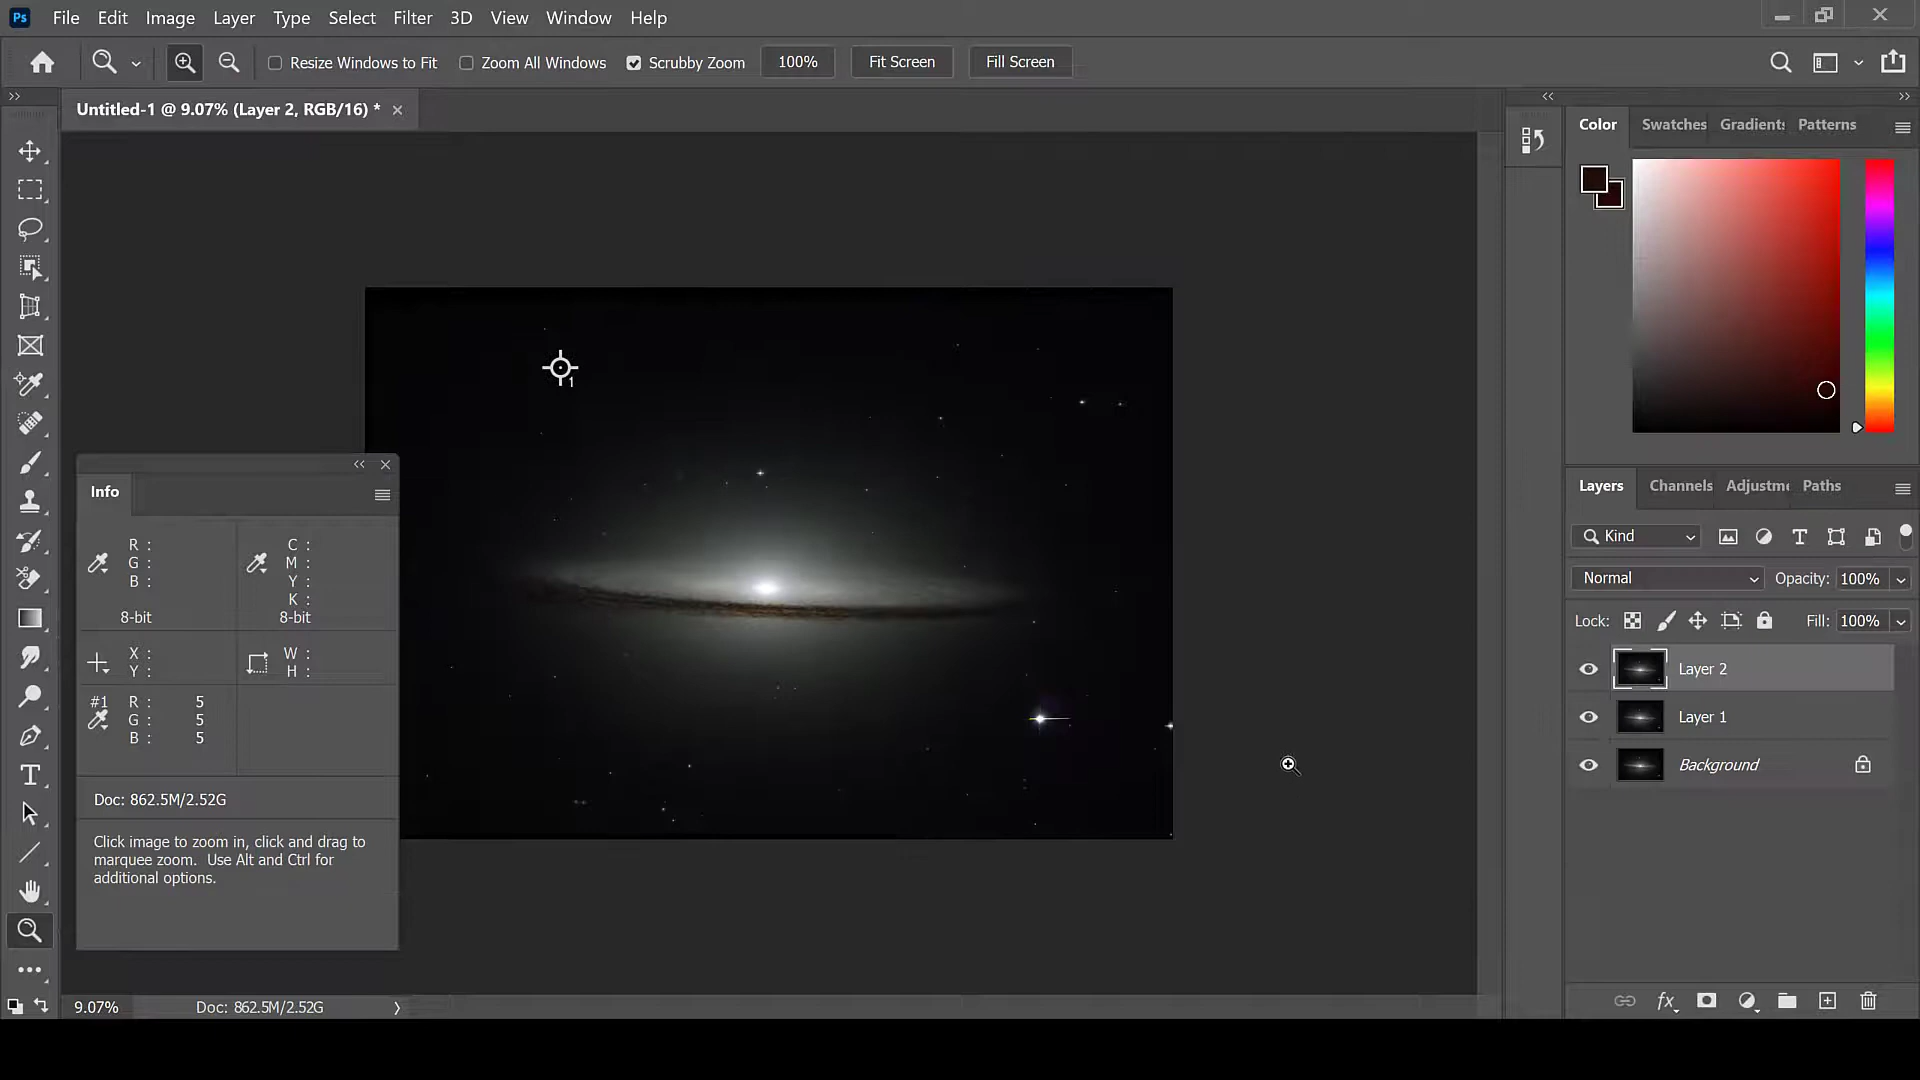 Ps File Edit Image Layer Type Select Filter 3D View Window Help
Resize Windows to Fit Zoom All Windows Scrubby Zoom 100% Fit Screen Fill Screen
Untitled-1 @ 9.07% (Layer 2, RGB/16) *
1
Info
R :
G :
B :
8-bit
C :
M :
Y :
K :
8-bit
X :
Y :
W :
H :
#1 R : 5
G : 5
B : 5
Doc: 862.5M/2.52G
Click image to zoom in, click and drag to
marquee zoom. Use Alt and Ctrl for
additional options.
9.07% Doc: 862.5M/2.52G
Color Swatches Gradients Patterns
Layers Channels Adjustme Paths
Kind
Normal Opacity: 100%
Lock: Fill: 100%
Layer 2
Layer 1
Background
fx